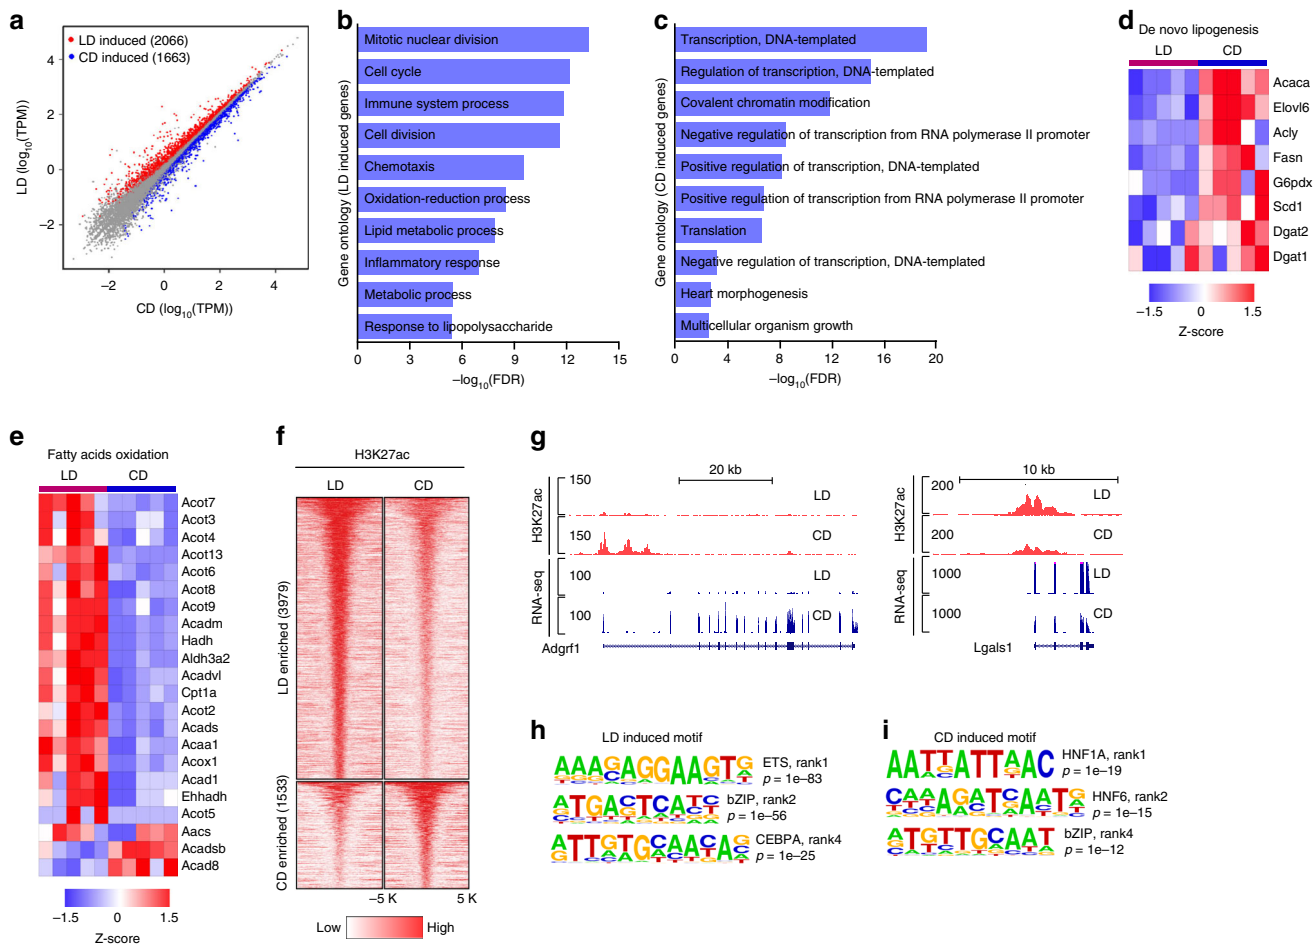 a
LD induced (2066)
CD induced (1663)
4
2
0
−2
−2
0
2
4
LD (log10(TPM))
CD (log10(TPM))
b
Gene ontology (LD induced genes)
Mitotic nuclear division
Cell cycle
Immune system process
Cell division
Chemotaxis
Oxidation-reduction process
Lipid metabolic process
Inflammatory response
Metabolic process
Response to lipopolysaccharide
0 3 6 9 12 15
−log10(FDR)
c
Gene ontology (CD induced genes)
Transcription, DNA-templated
Regulation of transcription, DNA-templated
Covalent chromatin modification
Negative regulation of transcription from RNA polymerase II promoter
Positive regulation of transcription, DNA-templated
Positive regulation of transcription from RNA polymerase II promoter
Translation
Negative regulation of transcription, DNA-templated
Heart morphogenesis
Multicellular organism growth
0 4 8 12 16 20
−log10(FDR)
d
De novo lipogenesis
LD CD
Acaca
Elovl6
Acly
Fasn
G6pdx
Scd1
Dgat2
Dgat1
−1.5 0 1.5
Z-score
e
Fatty acids oxidation
LD CD
Acot7
Acot3
Acot4
Acot13
Acot6
Acot8
Acot9
Acadm
Hadh
Aldh3a2
Acadvl
Cpt1a
Acot2
Acads
Acaa1
Acox1
Acad1
Ehhadh
Acot5
Aacs
Acadsb
Acad8
−1.5 0 1.5
Z-score
f
H3K27ac
LD CD
LD enriched (3979)
CD enriched (1533)
−5 K 5 K
Low High
g
20 kb
H3K27ac
150 LD
150 CD
RNA-seq
100 LD
100 CD
Adgrf1
10 kb
H3K27ac
200 LD
200 CD
RNA-seq
1000 LD
1000 CD
Lgals1
h
LD induced motif
AAAGAGGAAGTG
ETS, rank1
p = 1e−83
ATGACTCATC
bZIP, rank2
p = 1e−56
ATTGTGCAACAG
CEBPA, rank4
p = 1e−25
i
CD induced motif
AATTATTAAC
HNF1A, rank1
p = 1e−19
CAAAGATCAATG
HNF6, rank2
p = 1e−15
ATGTTGCAAT
bZIP, rank4
p = 1e−12